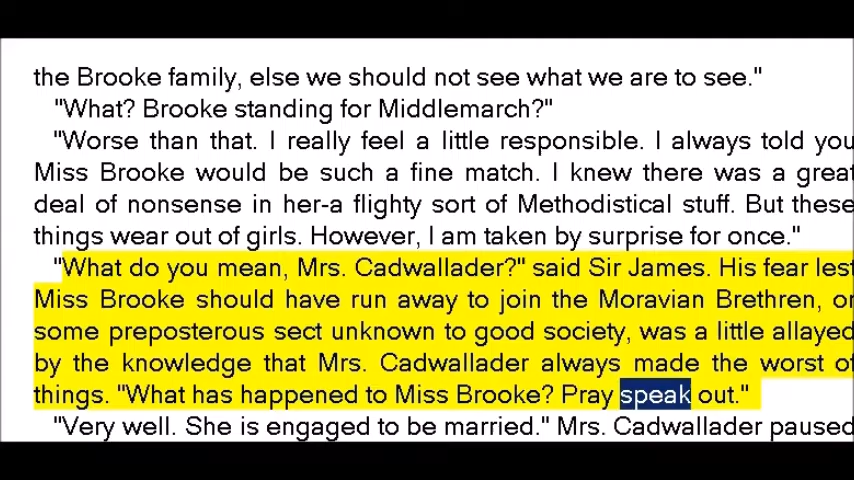 the Brooke family, else we should not see what we are to see."
"What? Brooke standing for Middlemarch?"
"Worse than that. I really feel a little responsible. I always told you
Miss Brooke would be such a fine match. I knew there was a great
deal of nonsense in her-a flighty sort of Methodistical stuff. But these
things wear out of girls. However, I am taken by surprise for once."
"What do you mean, Mrs. Cadwallader?" said Sir James. His fear lest
Miss Brooke should have run away to join the Moravian Brethren, or
some preposterous sect unknown to good society, was a little allayed
by the knowledge that Mrs. Cadwallader always made the worst of
things. "What has happened to Miss Brooke? Pray speak out."
"Very well. She is engaged to be married." Mrs. Cadwallader paused